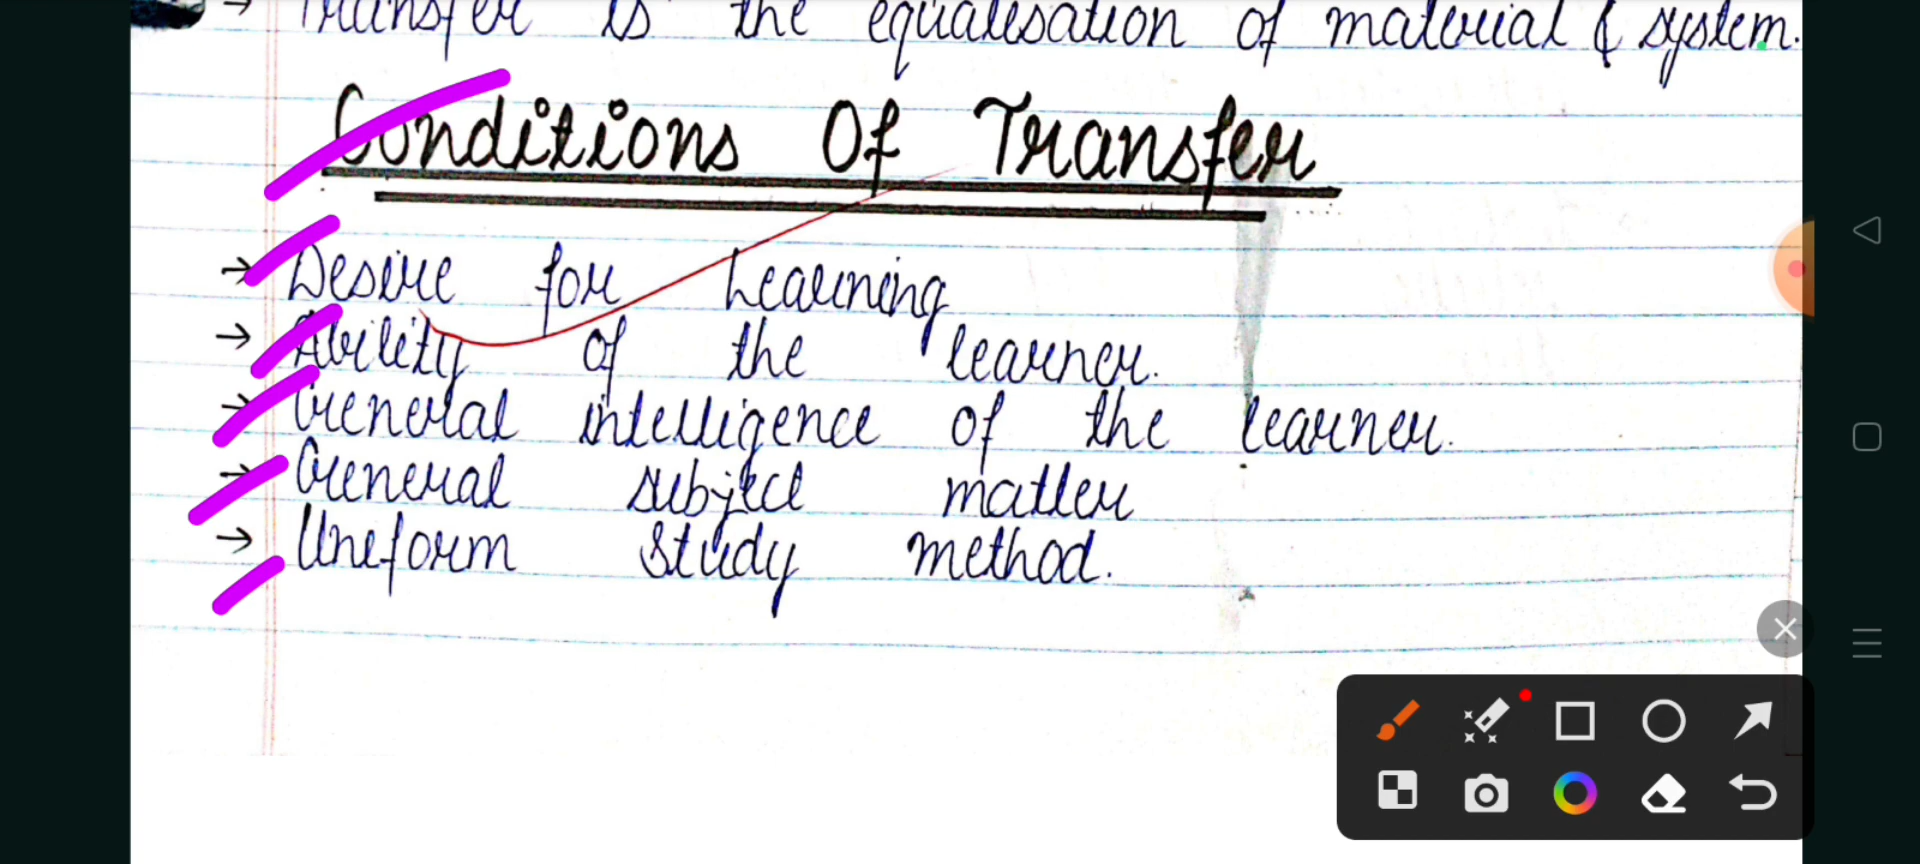 → Transfer is the equalisation of material & system.
Conditions Of Transfer
→ Desire for Learning
→ Ability of the learner.
→ General intelligence of the learner.
→ General subject matter
→ Uniform study method.